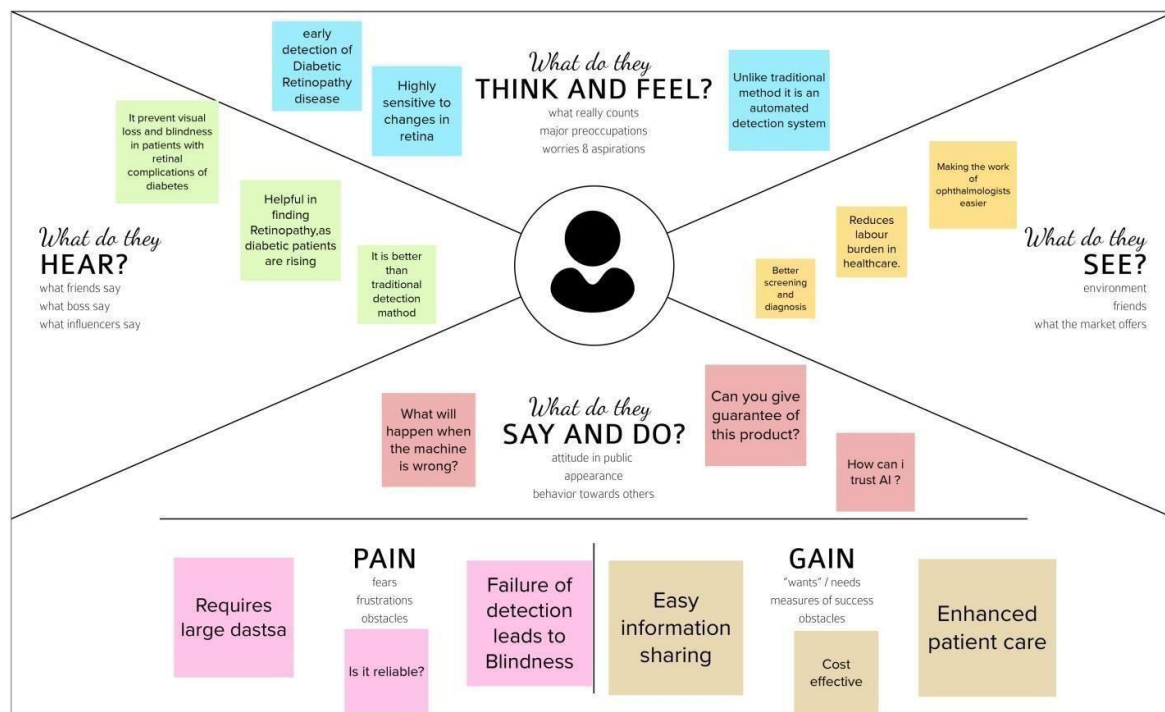 early
detection of
Diabetic
Retinopathy
disease
Highly
sensitive to
changes in
retina
What do they
THINK AND FEEL?
what really counts
major preoccupations
worries & aspirations
Unlike traditional
method it is an
automated
detection system
It prevent visual
loss and blindness
in patients with
retinal
complications of
diabetes
Helpful in
finding
Retinopathy,as
diabetic patients
are rising
It is better
than
traditional
detection
mathod
What do they
HEAR?
what friends say
what boss say
what influencers say
Making the work
of
ophthalmologists
easier
Reduces
labour
burden in
healthcare.
Better
screening
and
diagnosis
What do they
SEE?
environment
friends
what the market offers
What will
happen when
the machine
is wrong?
What do they
SAY AND DO?
attitude in public
appearance
behavior towards others
Can you give
guarantee of
this product?
How can i
trust AI ?
PAIN
fears
frustrations
obstacles
Requires
large dastsa
Is it reliable?
Failure of
detection
leads to
Blindness
GAIN
"wants" / needs
measures of success
obstacles
Easy
information
sharing
Cost
effective
Enhanced
patient care